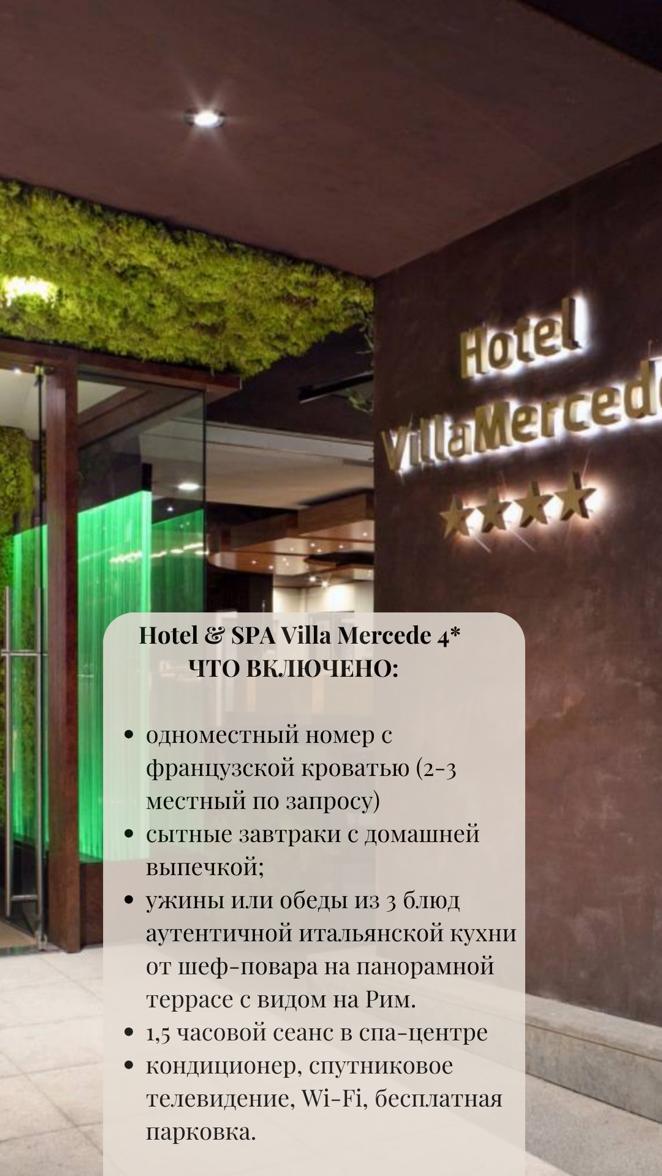 Hotel
VillaMercede
Hotel & SPA Villa Mercede 4*
ЧТО ВКЛЮЧЕНО:
• одноместный номер с
французской кроватью (2-3
местный по запросу)
• сытные завтраки с домашней
выпечкой;
• ужины или обеды из 3 блюд
аутентичной итальянской кухни
от шеф-повара на панорамной
террасе с видом на Рим.
• 1,5 часовой сеанс в спа-центре
• кондиционер, спутниковое
телевидение, Wi-Fi, бесплатная
парковка.